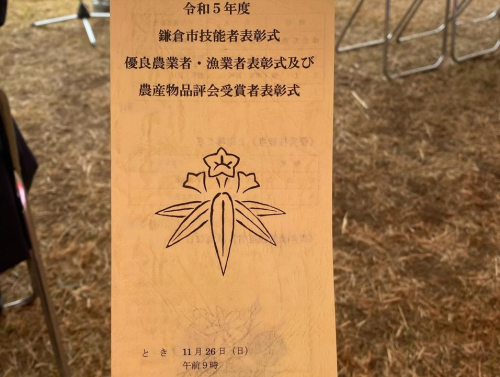 令和５年度
鎌倉市技能者表彰式
優良農業者・漁業者表彰式及び
農産物品評会受賞者表彰式
とき 11月26日（日）
午前９時